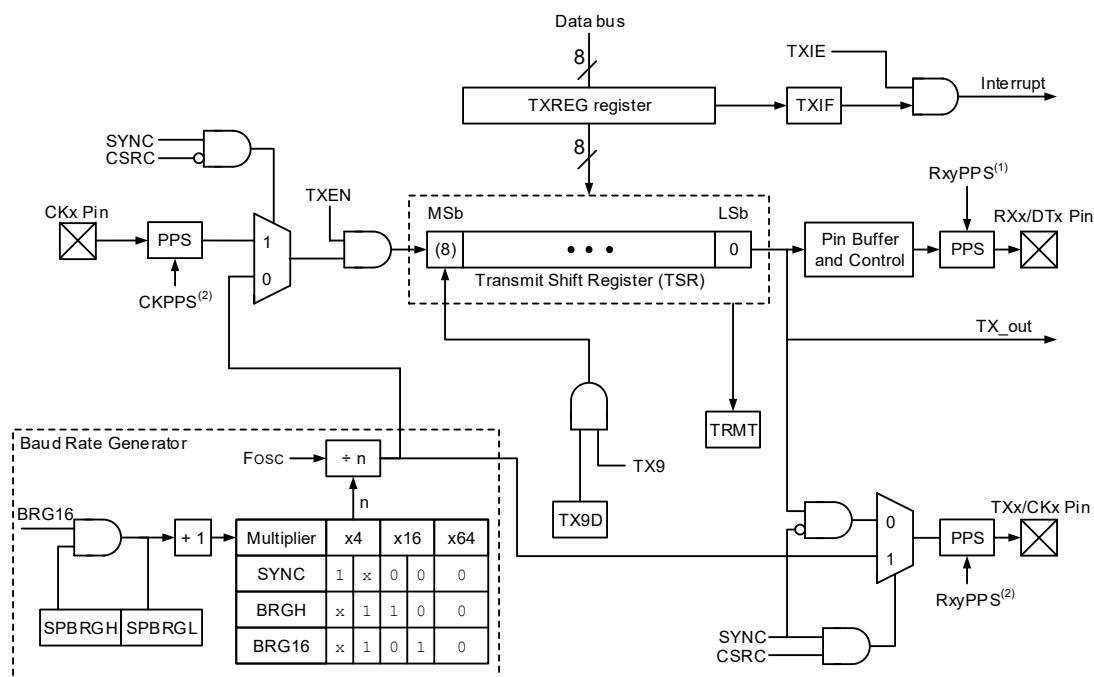 Data bus
8
TXIE
TXREG register
TXIF
Interrupt
SYNC
CSRC
8
RxyPPS(1)
TXEN
MSb
LSb
CKx Pin
RXx/DTx Pin
PPS
1
0
(8)
• • •
0
Pin Buffer
and Control
PPS
Transmit Shift Register (TSR)
CKPPS(2)
TX_out
TRMT
Baud Rate Generator
FOSC
÷ n
TX9
n
TX9D
BRG16
+ 1
Multiplier x4 x16 x64
SYNC 1 x 0 0 0
BRGH x 1 1 0 0
BRG16 x 1 0 1 0
SPBRGH SPBRGL
TXx/CKx Pin
0
1
PPS
RxyPPS(2)
SYNC
CSRC